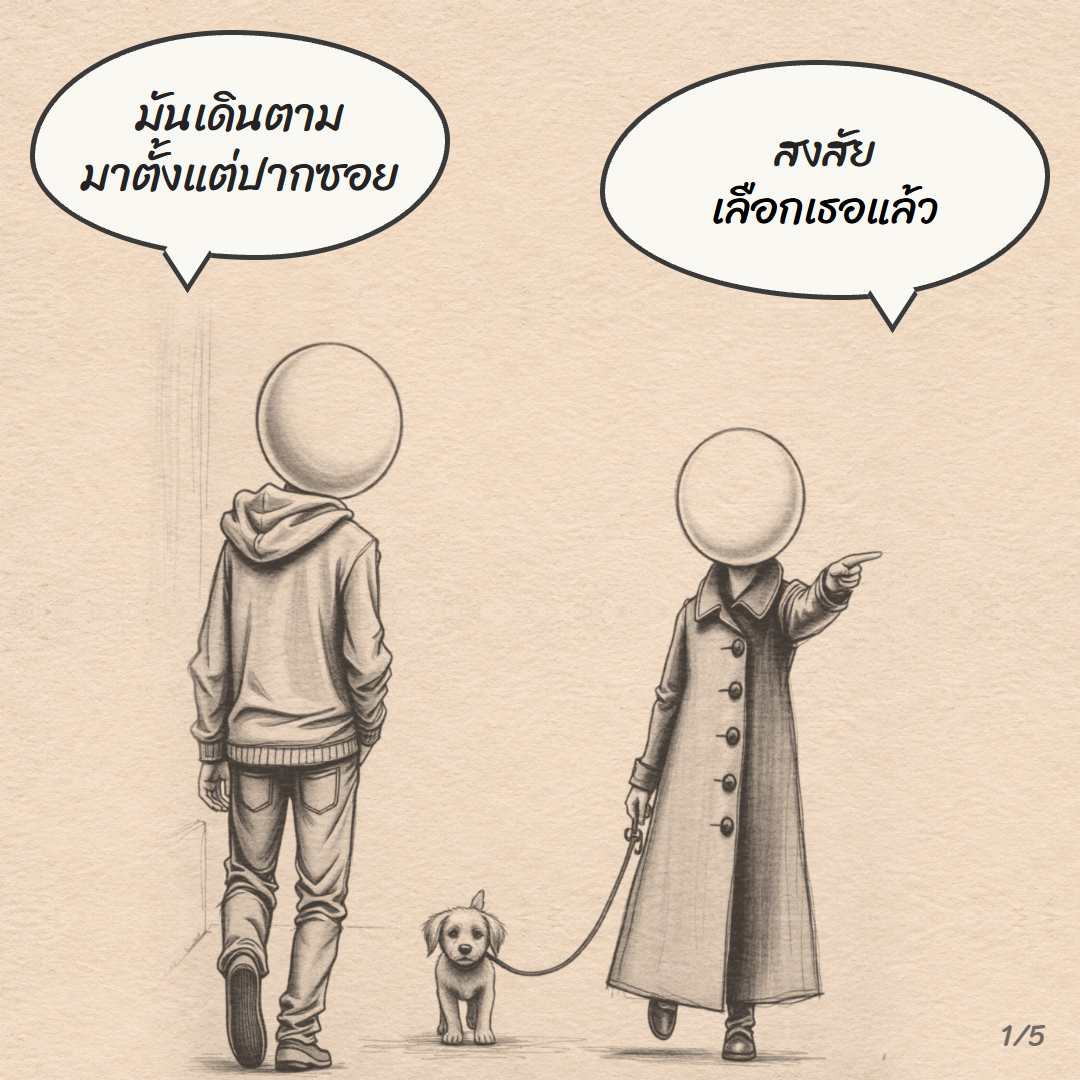 มันเดินตาม
มาตั้งแต่ปากซอย
สงสัย
เลือกเธอแล้ว
1/5